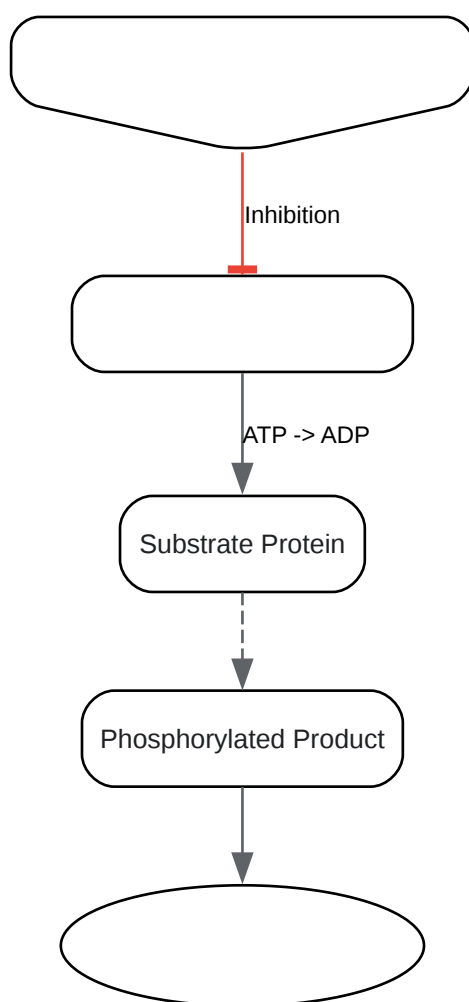 Inhibition
ATP -> ADP
Substrate Protein
Phosphorylated Product